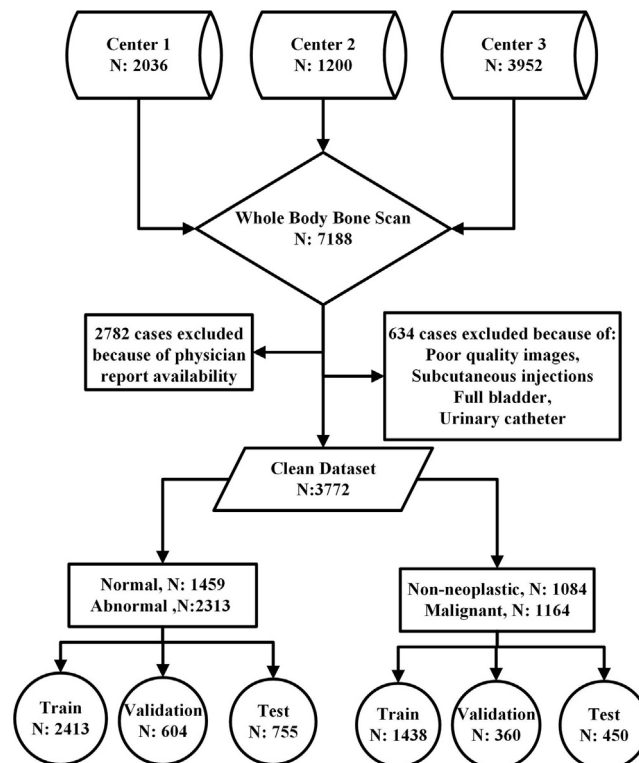 Center 1
N: 2036
Center 2
N: 1200
Center 3
N: 3952
Whole Body Bone Scan
N: 7188
2782 cases excluded
because of physician
report availability
634 cases excluded because of:
Poor quality images,
Subcutaneous injections
Full bladder,
Urinary catheter
Clean Dataset
N:3772
Normal, N: 1459
Abnormal ,N:2313
Non-neoplastic, N: 1084
Malignant, N: 1164
Train
N: 2413
Validation
N: 604
Test
N: 755
Train
N: 1438
Validation
N: 360
Test
N: 450